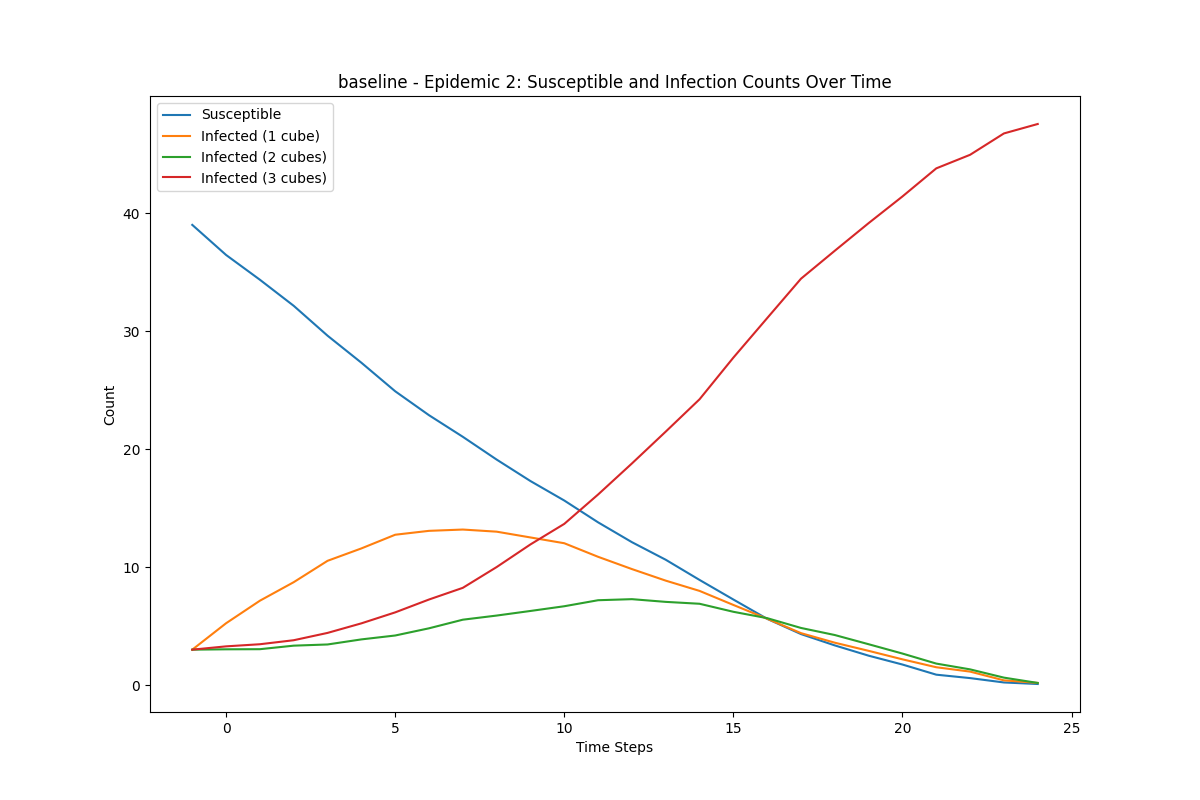 baseline - Epidemic 2: Susceptible and Infection Counts Over Time
Susceptible
Infected (1 cube)
Infected (2 cubes)
Infected (3 cubes)
Count
40
30
20
10
0
0 5 10 15 20 25
Time Steps